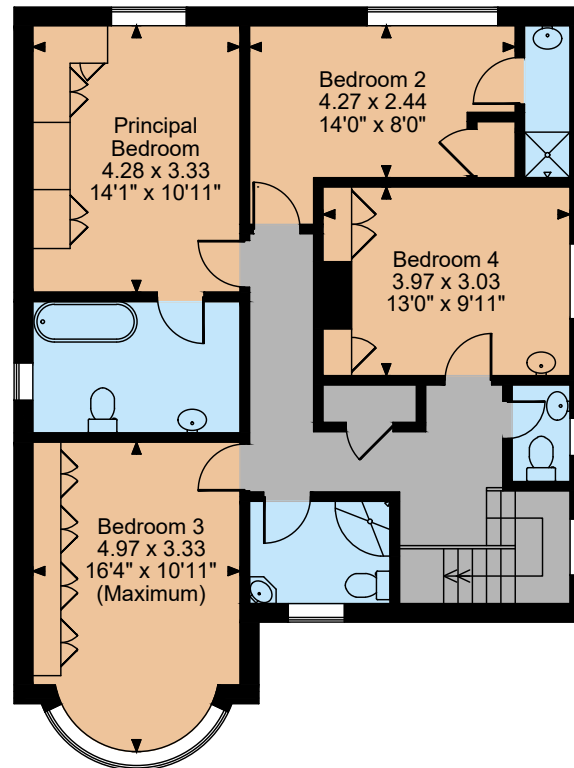 Principal
Bedroom
4.28 x 3.33
14'1" x 10'11"
Bedroom 2
4.27 x 2.44
14'0" x 8'0"
Bedroom 4
3.97 x 3.03
13'0" x 9'11"
Bedroom 3
4.97 x 3.33
16'4" x 10'11"
(Maximum)